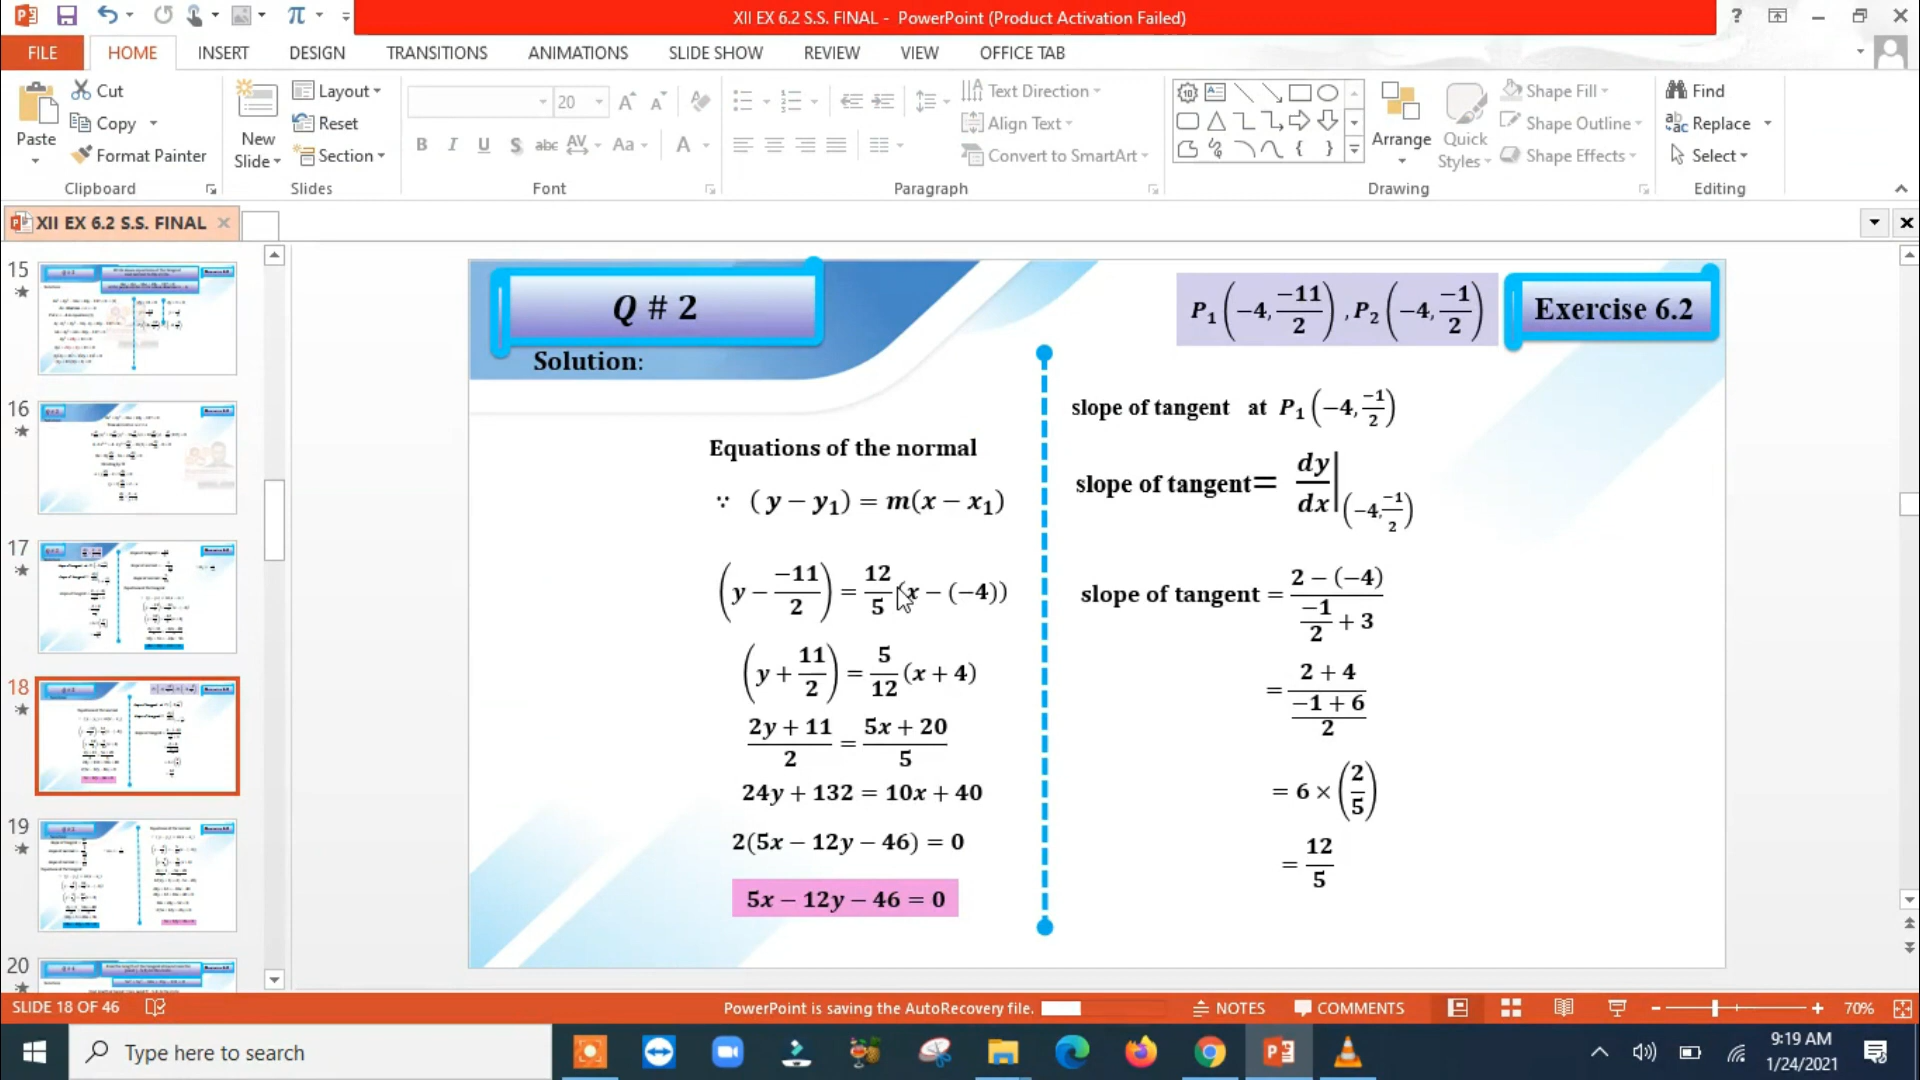 XII EX 6.2 S.S. FINAL - PowerPoint (Product Activation Failed)
FILE HOME INSERT DESIGN TRANSITIONS ANIMATIONS SLIDE SHOW REVIEW VIEW OFFICE TAB
Paste Cut Copy Format Painter Clipboard
New Slide Layout Reset Section Slides
20 B I U S abc AV Aa A Font
Text Direction Align Text Convert to SmartArt Paragraph
Arrange Quick Styles Shape Fill Shape Outline Shape Effects Drawing
Find Replace Select Editing
XII EX 6.2 S.S. FINAL
15
16
17
18
19
20
Q # 2
P₁(−4, −11/2), P₂(−4, −1/2)
Exercise 6.2
Solution:
Equations of the normal
∵ (y − y₁) = m(x − x₁)
(y − −11/2) = 12/5 (x − (−4))
(y + 11/2) = 5/12 (x + 4)
2y + 11/2 = 5x + 20/5
24y + 132 = 10x + 40
2(5x − 12y − 46) = 0
5x − 12y − 46 = 0
slope of tangent at P₁(−4, −1/2)
slope of tangent= dy/dx|(−4, −1/2)
slope of tangent = 2 − (−4)/(−1/2 + 3)
= 2 + 4/(−1 + 6/2)
= 6 × (2/5)
= 12/5
SLIDE 18 OF 46
PowerPoint is saving the AutoRecovery file.
NOTES COMMENTS 70%
Type here to search
9:19 AM
1/24/2021